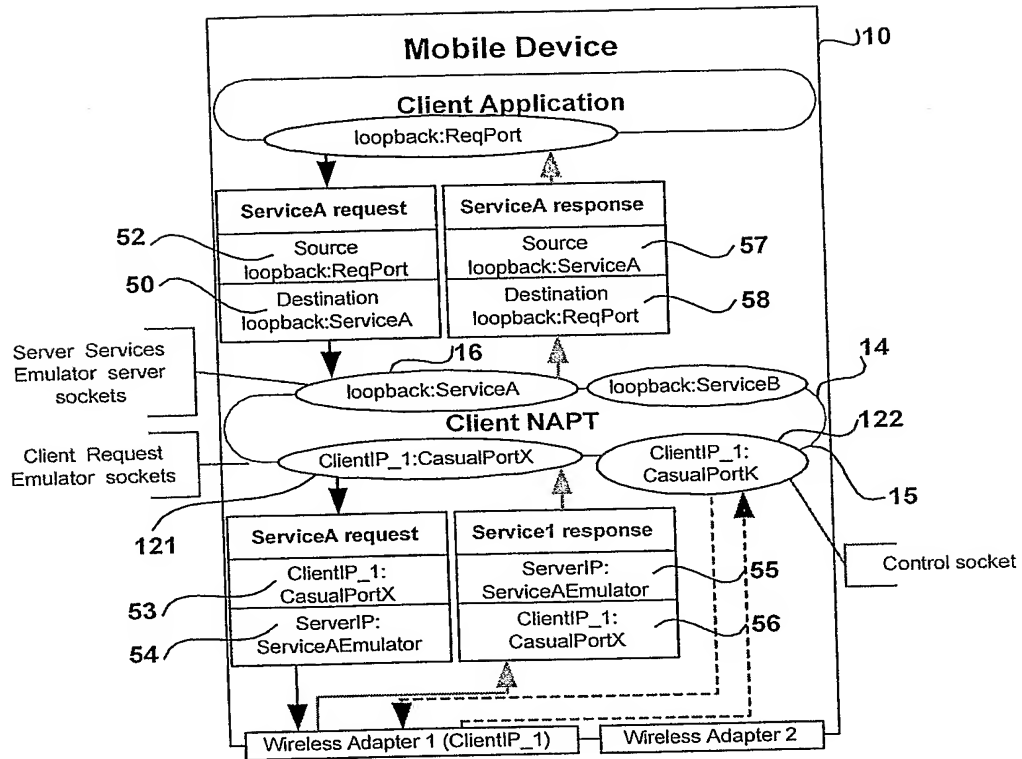 Mobile Device
10
Client Application
loopback:ReqPort
ServiceA request
ServiceA response
52
Source
loopback:ReqPort
Source
loopback:ServiceA
57
50
Destination
loopback:ServiceA
Destination
loopback:ReqPort
58
Server Services
Emulator server
sockets
16
14
loopback:ServiceA
loopback:ServiceB
Client NAPT
122
Client Request
Emulator sockets
ClientIP_1:CasualPortX
ClientIP_1:
CasualPortK
15
121
ServiceA request
Service1 response
Control socket
53
ClientIP_1:
CasualPortX
ServerIP:
ServiceAEmulator
55
54
ServerIP:
ServiceAEmulator
ClientIP_1:
CasualPortX
56
Wireless Adapter 1 (ClientIP_1)
Wireless Adapter 2